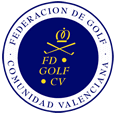 FEDERACION DE GOLF
FD
GOLF
CV
COMUNIDAD VALENCIANA